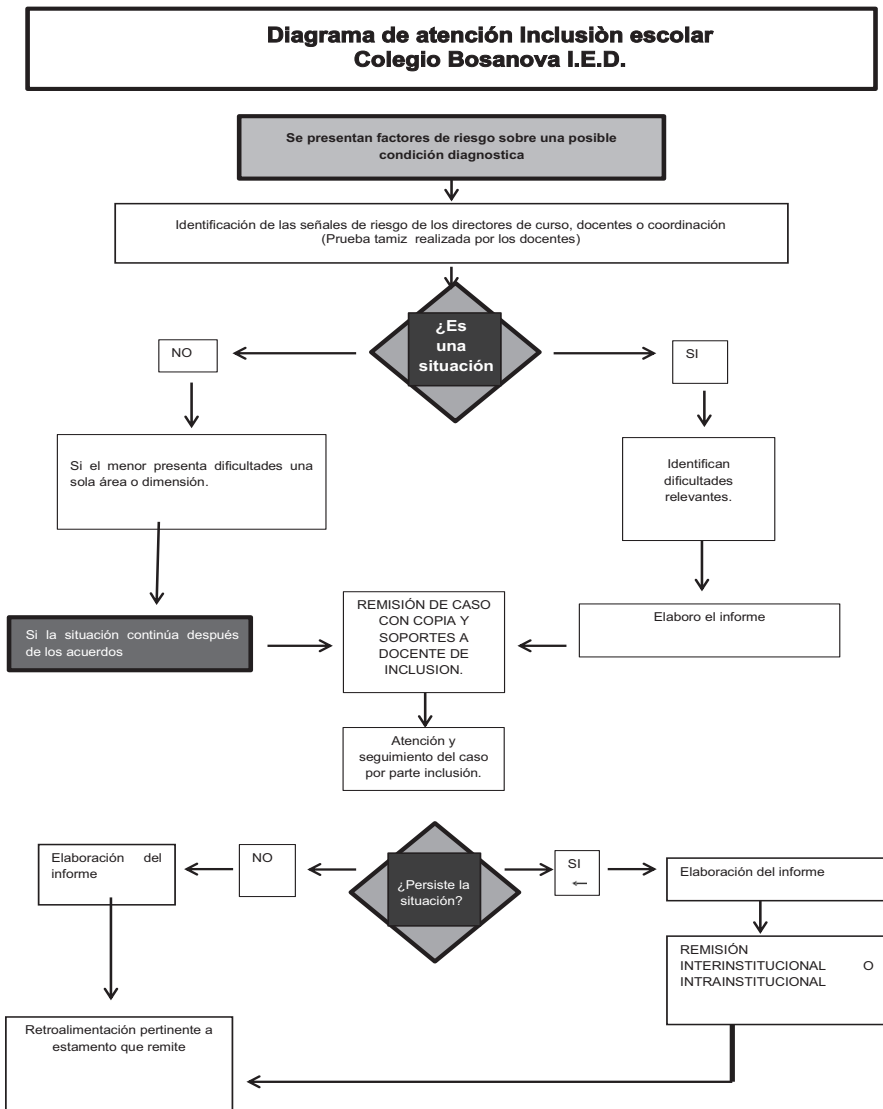 Diagrama de atención Inclusiòn escolar
Colegio Bosanova I.E.D.
Se presentan factores de riesgo sobre una posible
condición diagnostica
Identificación de las señales de riesgo de los directores de curso, docentes o coordinación
(Prueba tamiz realizada por los docentes)
¿Es
una
situación
NO
SI
Si el menor presenta dificultades una
sola área o dimensión.
Identifican
dificultades
relevantes.
Si la situación continúa después
de los acuerdos
REMISIÓN DE CASO
CON COPIA Y
SOPORTES A
DOCENTE DE
INCLUSION.
Elaboro el informe
Atención y
seguimiento del caso
por parte inclusión.
Elaboración del
informe
NO
¿Persiste la
situación?
SI
←
Elaboración del informe
REMISIÓN
INTERINSTITUCIONAL O
INTRAINSTITUCIONAL
Retroalimentación pertinente a
estamento que remite